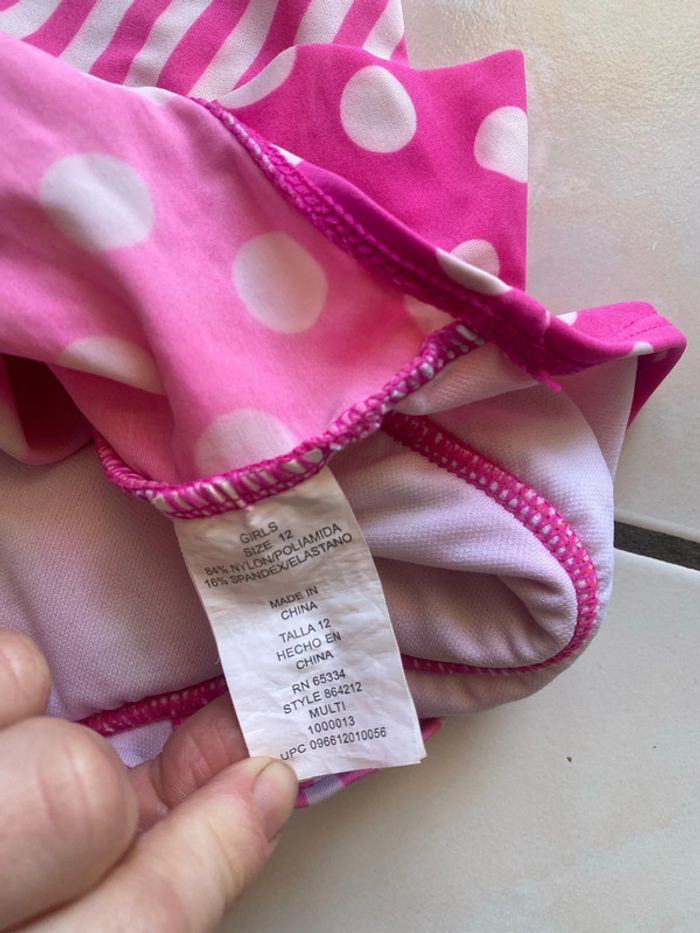 GIRLS
SIZE 12
84% NYLON/POLIAMIDA
16% SPANDEX/ELASTANO
MADE IN
CHINA
TALLA 12
HECHO EN
CHINA
RN 65334
STYLE 864212
MULTI
1000013
UPC 096612010056